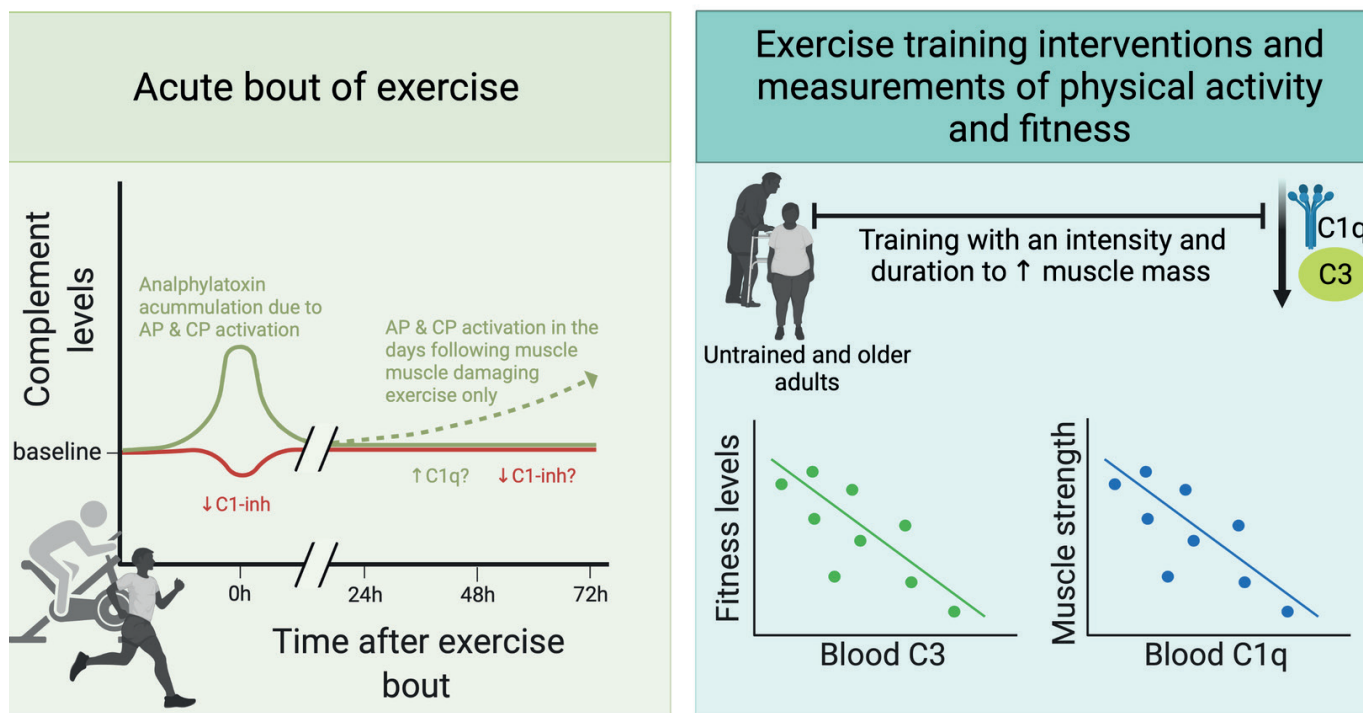 Acute bout of exercise
Complement
levels
Analphylatoxin
acummulation due to
AP & CP activation
AP & CP activation in the
days following muscle
muscle damaging
exercise only
baseline
↑C1q?
↓C1-inh?
↓C1-inh
0h
24h
48h
72h
Time after exercise
bout
Exercise training interventions and
measurements of physical activity
and fitness
Training with an intensity and
duration to ↑ muscle mass
C1q
C3
Untrained and older
adults
Fitness levels
Blood C3
Muscle strength
Blood C1q